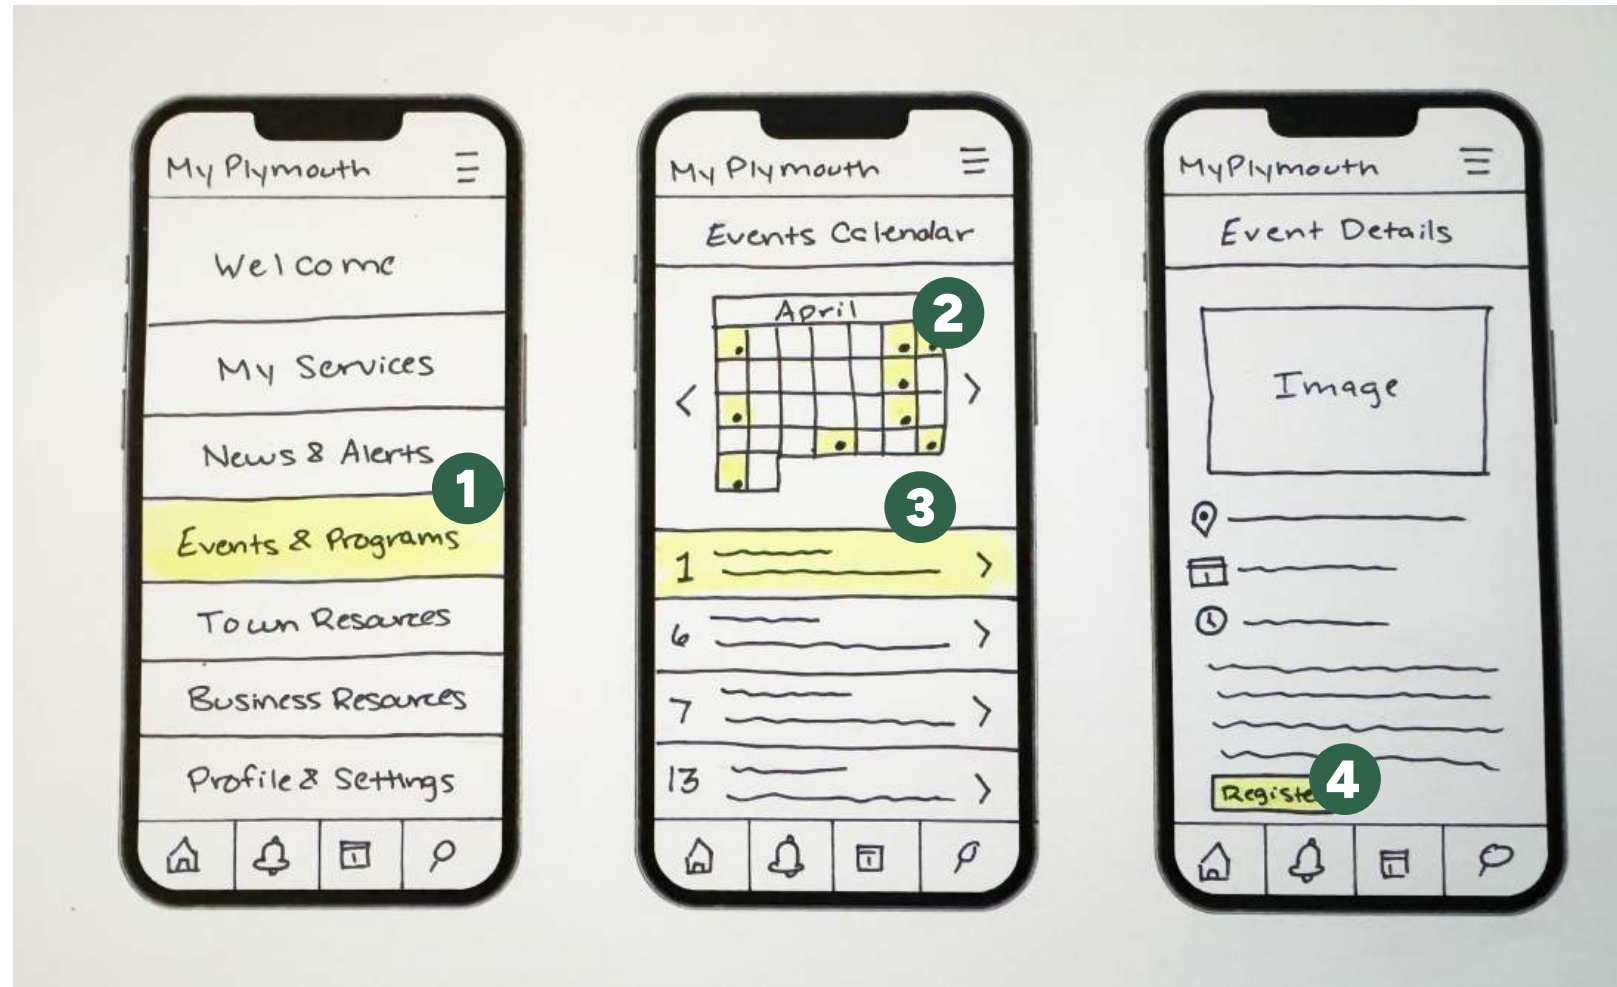 My Plymouth
Welcome
My Services
News & Alerts
1
Events & Programs
Town Resources
Business Resources
Profile & Settings
My Plymouth
Events Calendar
April
2
3
1
6
7
13
MyPlymouth
Event Details
Image
4